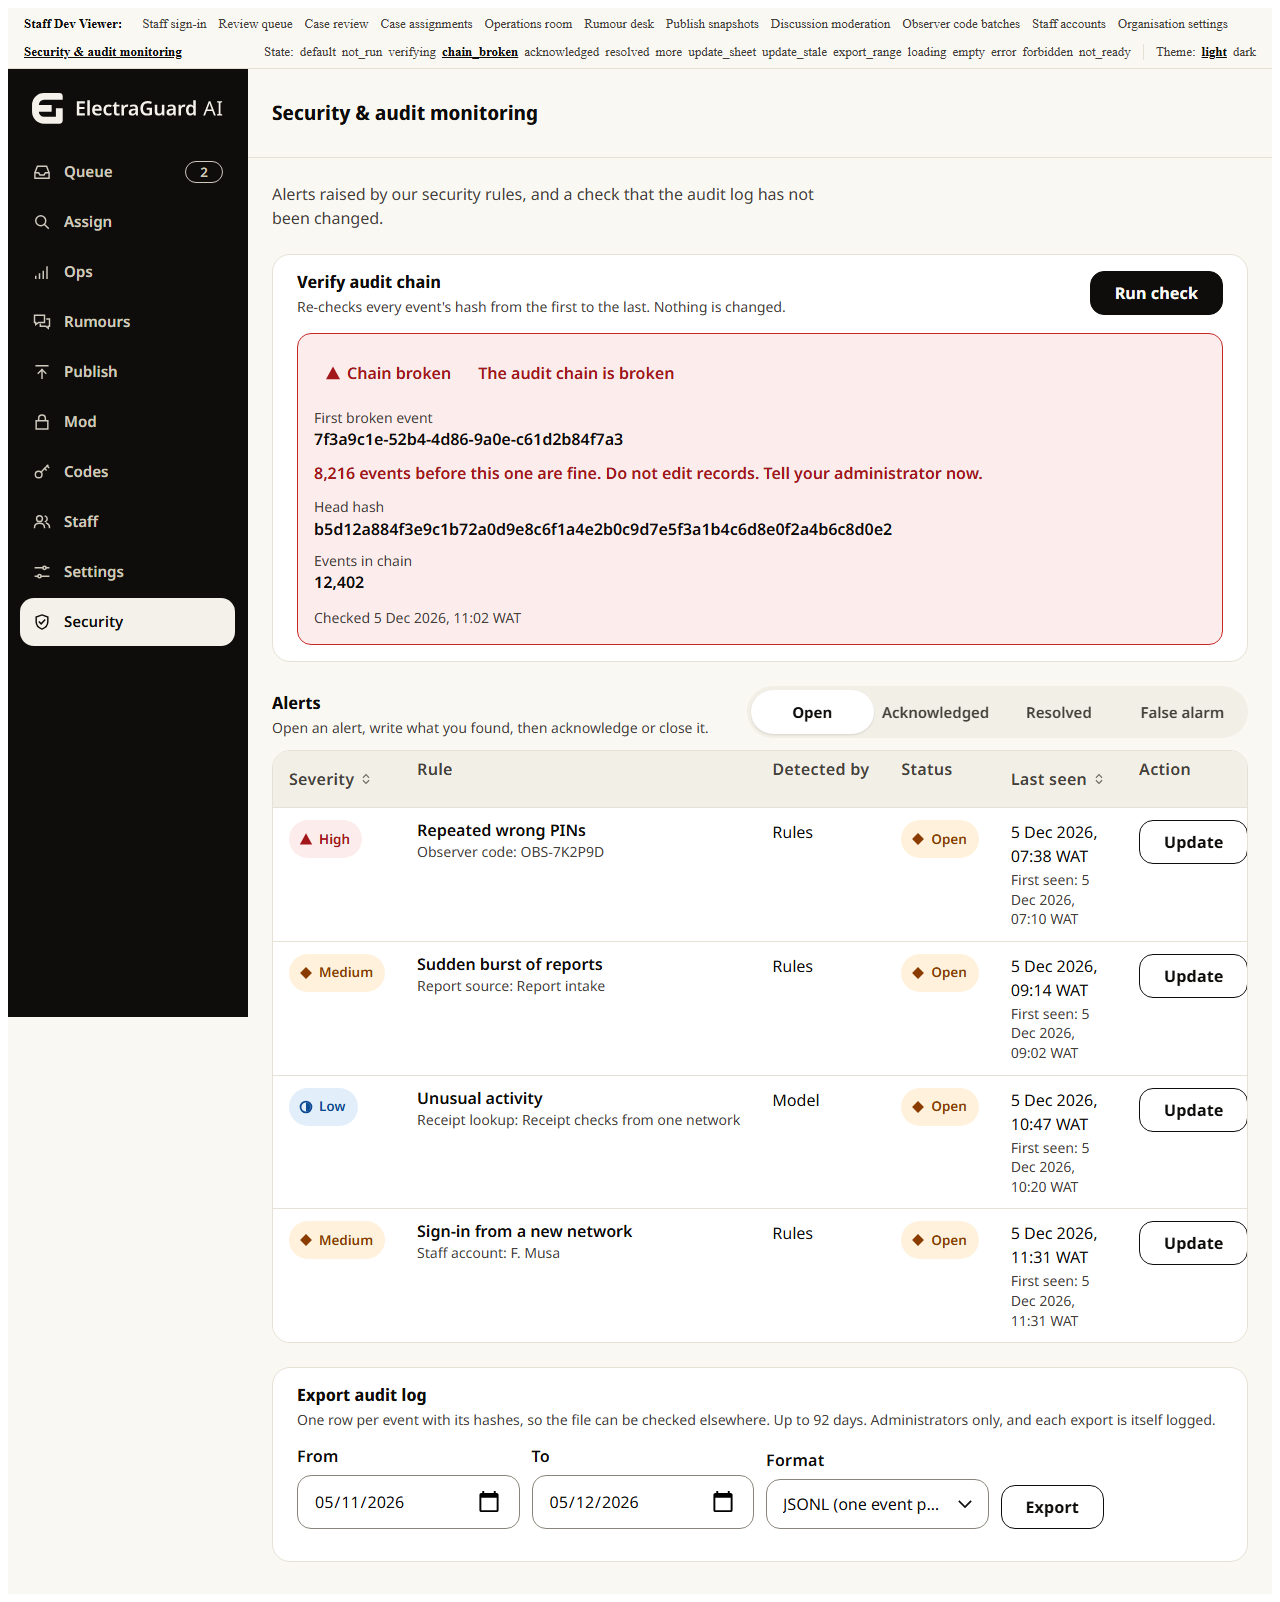 Staff Dev Viewer: Staff sign-in Review queue Case review Case assignments Operations room Rumour desk Publish snapshots Discussion moderation Observer code batches Staff accounts Organisation settings
Security & audit monitoring State: default not_run verifying chain_broken acknowledged resolved more update_sheet update_stale export_range loading empty error forbidden not_ready Theme: light dark
ElectraGuard AI
Queue 2
Assign
Ops
Rumours
Publish
Mod
Codes
Staff
Settings
Security
Security & audit monitoring
Alerts raised by our security rules, and a check that the audit log has not
been changed.
Verify audit chain
Re-checks every event's hash from the first to the last. Nothing is changed.
Run check
Chain broken The audit chain is broken
First broken event
7f3a9c1e-52b4-4d86-9a0e-c61d2b84f7a3
8,216 events before this one are fine. Do not edit records. Tell your administrator now.
Head hash
b5d12a884f3e9c1b72a0d9e8c6f1a4e2b0c9d7e5f3a1b4c6d8e0f2a4b6c8d0e2
Events in chain
12,402
Checked 5 Dec 2026, 11:02 WAT
Alerts
Open an alert, write what you found, then acknowledge or close it.
Open Acknowledged Resolved False alarm
Severity Rule Detected by Status Last seen Action
High Repeated wrong PINs Rules Open 5 Dec 2026, Update
Observer code: OBS-7K2P9D 07:38 WAT
First seen: 5
Dec 2026,
07:10 WAT
Medium Sudden burst of reports Rules Open 5 Dec 2026, Update
Report source: Report intake 09:14 WAT
First seen: 5
Dec 2026,
09:02 WAT
Low Unusual activity Model Open 5 Dec 2026, Update
Receipt lookup: Receipt checks from one network 10:47 WAT
First seen: 5
Dec 2026,
10:20 WAT
Medium Sign-in from a new network Rules Open 5 Dec 2026, Update
Staff account: F. Musa 11:31 WAT
First seen: 5
Dec 2026,
11:31 WAT
Export audit log
One row per event with its hashes, so the file can be checked elsewhere. Up to 92 days. Administrators only, and each export is itself logged.
From To Format
05/11/2026 05/12/2026 JSONL (one event p... Export